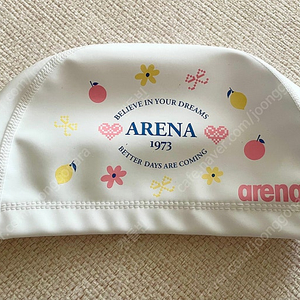 BELIEVE IN YOUR DREAMS
ARENA
1973
BETTER DAYS ARE COMING
arena